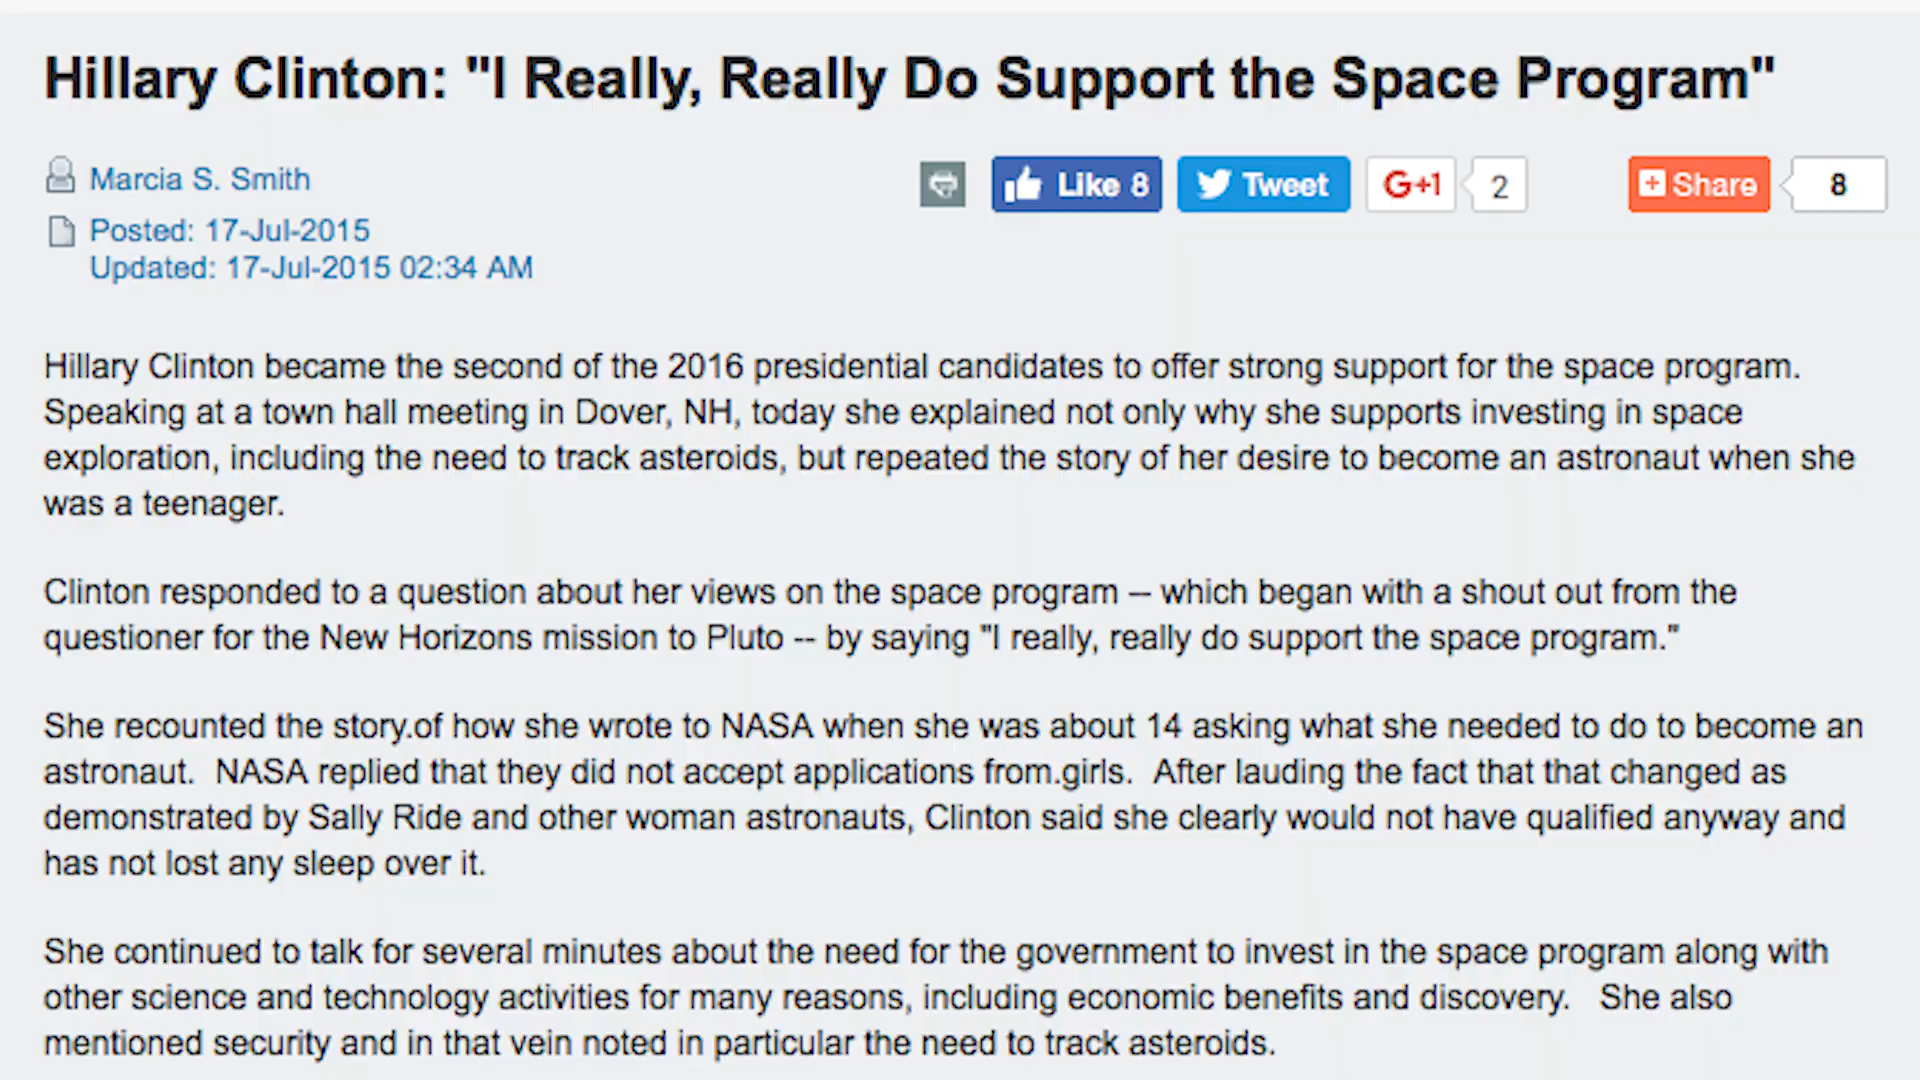 Hillary Clinton: "I Really, Really Do Support the Space Program"
Marcia S. Smith
Posted: 17-Jul-2015
Updated: 17-Jul-2015 02:34 AM
Like 8
Tweet
G+1
2
Share
8
Hillary Clinton became the second of the 2016 presidential candidates to offer strong support for the space program.
Speaking at a town hall meeting in Dover, NH, today she explained not only why she supports investing in space
exploration, including the need to track asteroids, but repeated the story of her desire to become an astronaut when she
was a teenager.
Clinton responded to a question about her views on the space program -- which began with a shout out from the
questioner for the New Horizons mission to Pluto -- by saying "I really, really do support the space program."
She recounted the story.of how she wrote to NASA when she was about 14 asking what she needed to do to become an
astronaut.  NASA replied that they did not accept applications from.girls.  After lauding the fact that that changed as
demonstrated by Sally Ride and other woman astronauts, Clinton said she clearly would not have qualified anyway and
has not lost any sleep over it.
She continued to talk for several minutes about the need for the government to invest in the space program along with
other science and technology activities for many reasons, including economic benefits and discovery.   She also
mentioned security and in that vein noted in particular the need to track asteroids.